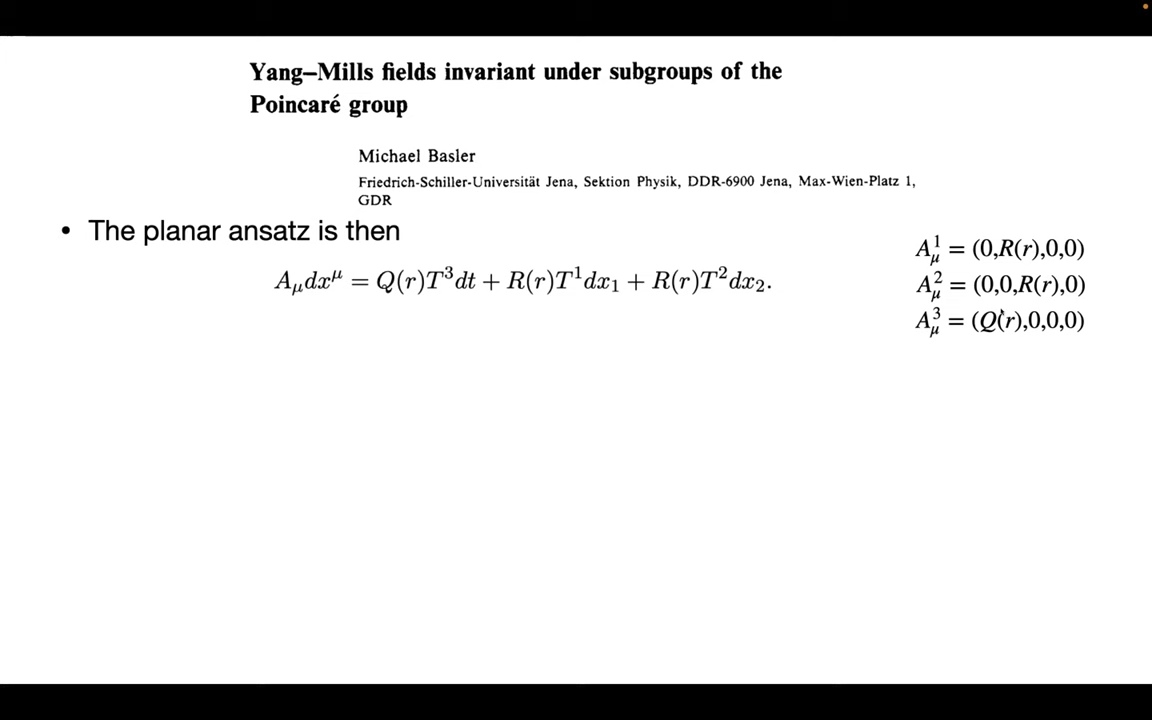 Yang–Mills fields invariant under subgroups of the
Poincaré group
Michael Basler
Friedrich-Schiller-Universität Jena, Sektion Physik, DDR-6900 Jena, Max-Wien-Platz 1,
GDR
• The planar ansatz is then
A_μ dx^μ = Q(r)T^3 dt + R(r)T^1 dx_1 + R(r)T^2 dx_2.
A^1_μ = (0,R(r),0,0)
A^2_μ = (0,0,R(r),0)
A^3_μ = (Q(r),0,0,0)